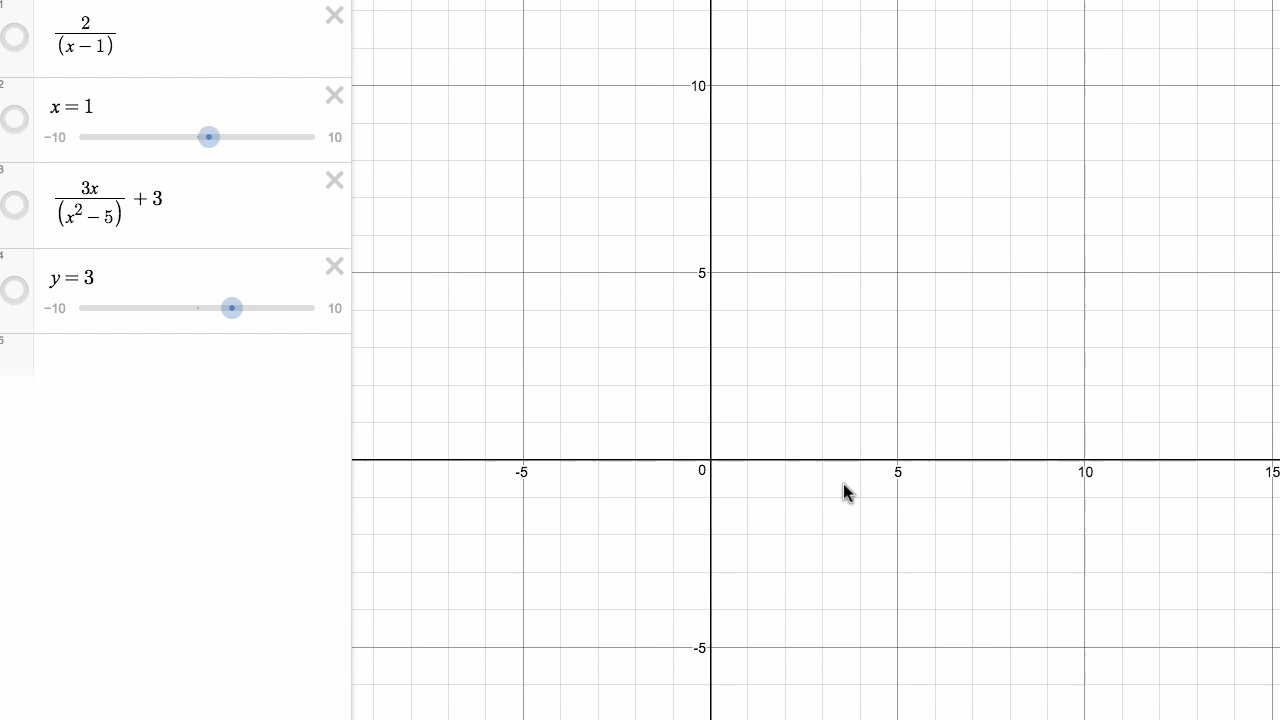 1
2
(x − 1)
2
x = 1
−10 10
3
3x
(x² − 5) + 3
4
y = 3
−10 10
5
10
5
-5 0 5 10 15
-5